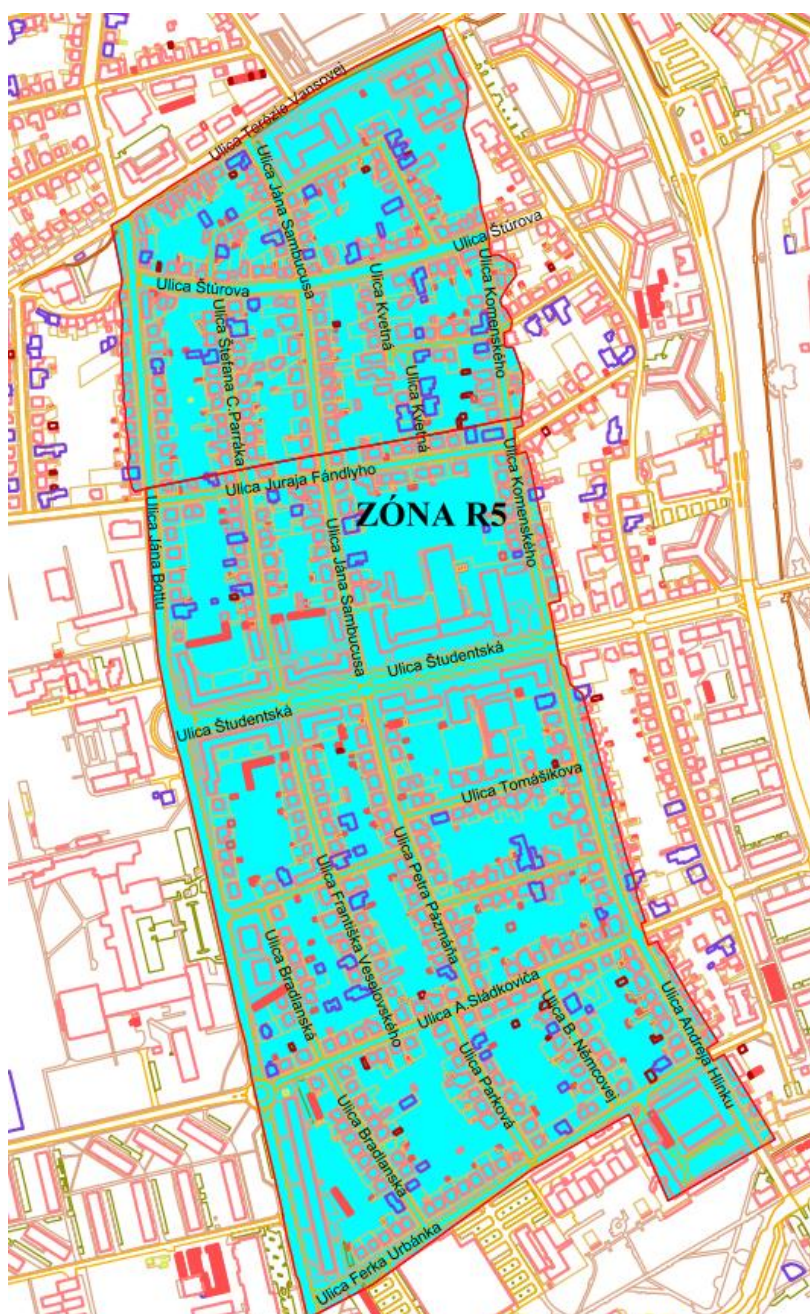 Ulica Terézie Vansovej
Ulica Jána Sambucusa
Ulica Štúrova
Ulica Štúrova
Ulica Kvetná
Ulica Komenského
Ulica Štefana C.Parráka
Ulica Kvetná
Ulica Juraja Fándlyho
ZÓNA R5
Ulica Komenského
Ulica Jána Bottu
Ulica Jána Sambucusa
Ulica Študentská
Ulica Študentská
Ulica Tomášikova
Ulica Petra Pázmáňa
Ulica Františka Veselovského
Ulica Bradlanská
Ulica A.Sládkoviča
Ulica B. Němcovej
Ulica Andreja Hlinku
Ulica Parková
Ulica Bradlanská
Ulica Ferka Urbánka